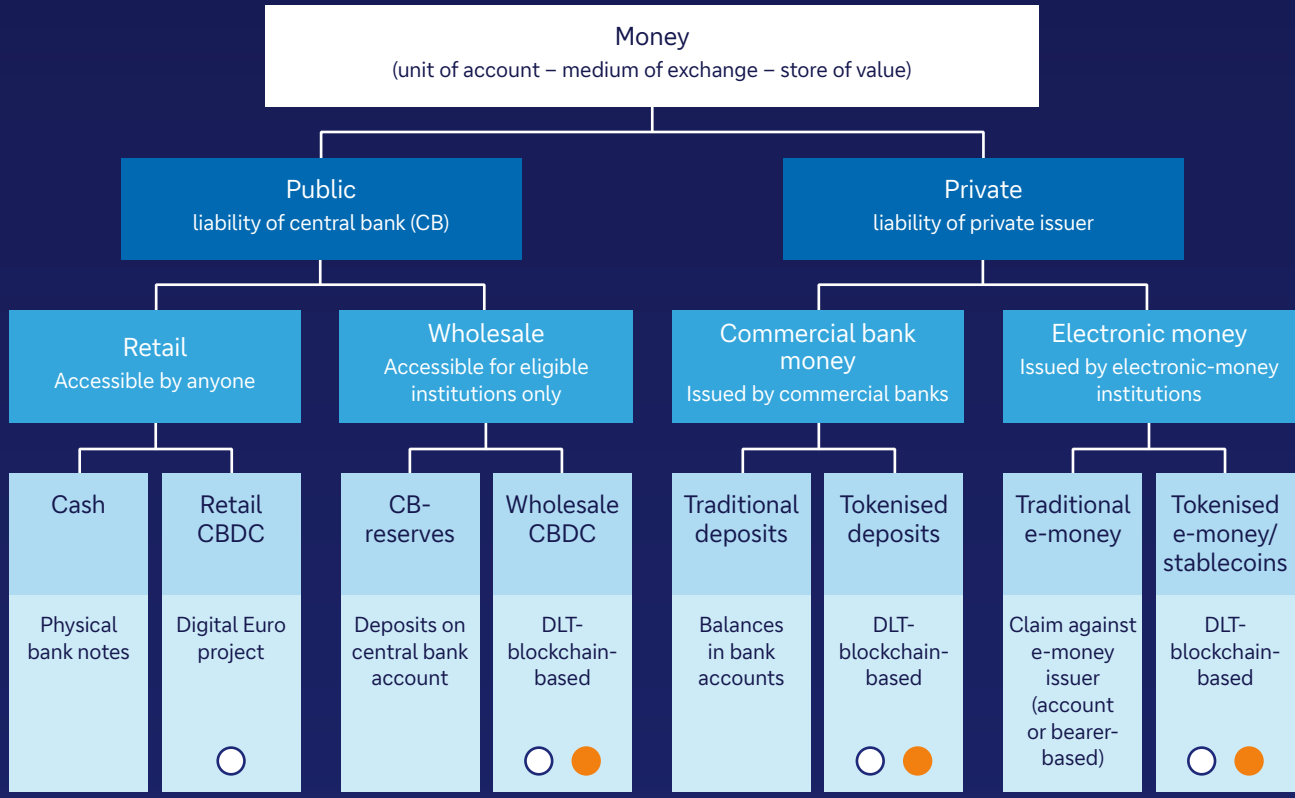 Money
(unit of account – medium of exchange – store of value)
Public
liability of central bank (CB)
Private
liability of private issuer
Retail
Accessible by anyone
Wholesale
Accessible for eligible
institutions only
Commercial bank
money
Issued by commercial banks
Electronic money
Issued by electronic-money
institutions
Cash
Physical
bank notes
Retail
CBDC
Digital Euro
project
CB-
reserves
Deposits on
central bank
account
Wholesale
CBDC
DLT-
blockchain-
based
Traditional
deposits
Balances
in bank
accounts
Tokenised
deposits
DLT-
blockchain-
based
Traditional
e-money
Claim against
e-money
issuer
(account
or bearer-
based)
Tokenised
e-money/
stablecoins
DLT-
blockchain-
based